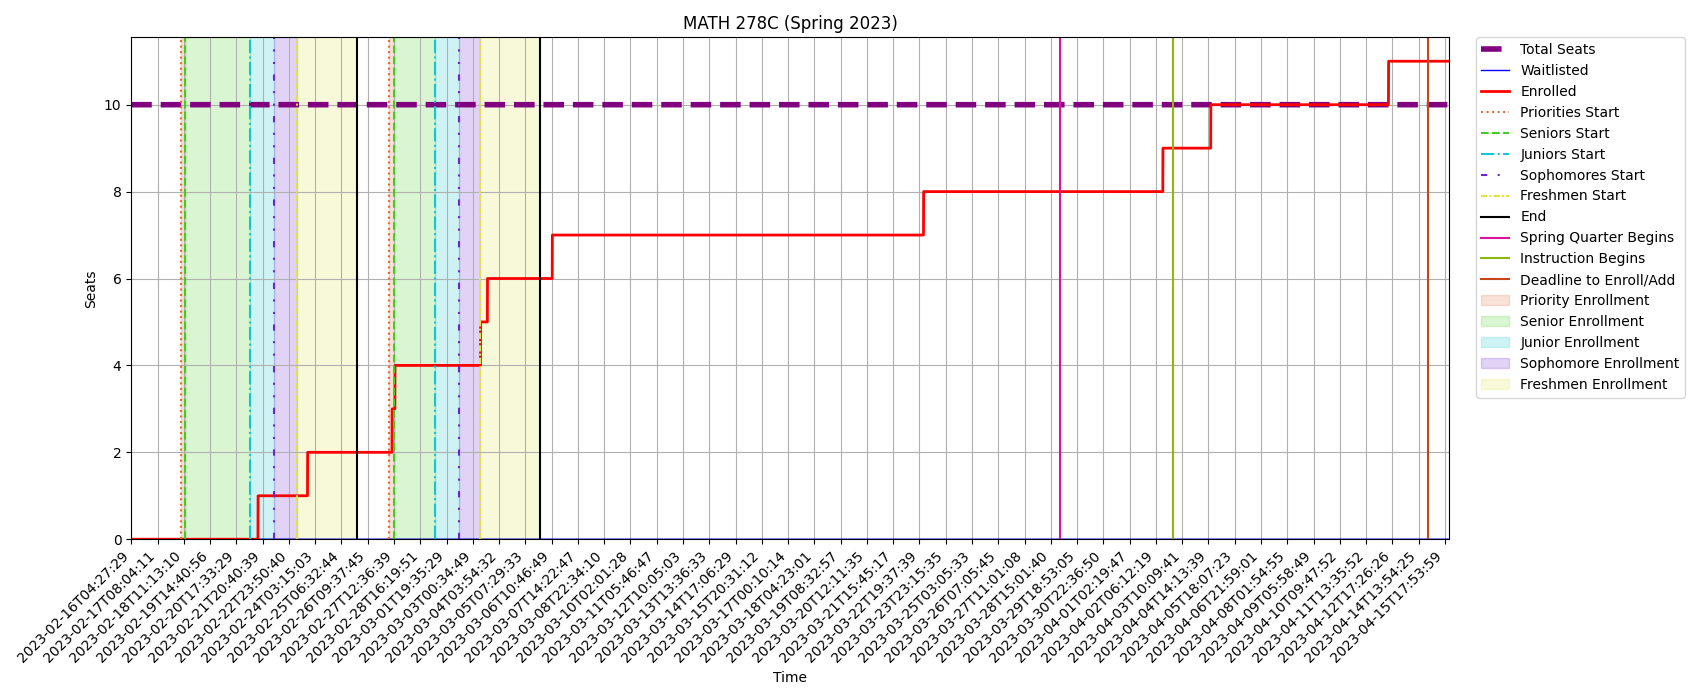 MATH 278C (Spring 2023)
Seats
10
8
6
4
2
0
2023-02-16T04:27:29
2023-02-17T08:04:11
2023-02-18T11:13:10
2023-02-19T14:40:56
2023-02-20T17:33:29
2023-02-21T20:40:39
2023-02-22T23:50:40
2023-02-24T03:15:03
2023-02-25T06:32:44
2023-02-26T09:37:45
2023-02-27T12:36:39
2023-02-28T16:19:51
2023-03-01T19:35:29
2023-03-03T00:34:49
2023-03-04T03:54:32
2023-03-05T07:29:33
2023-03-06T10:46:49
2023-03-07T14:22:47
2023-03-08T22:34:10
2023-03-10T02:01:28
2023-03-11T05:46:47
2023-03-12T10:05:03
2023-03-13T13:36:33
2023-03-14T17:06:29
2023-03-15T20:31:12
2023-03-17T00:10:14
2023-03-18T04:23:01
2023-03-19T08:32:57
2023-03-20T12:11:35
2023-03-21T15:45:17
2023-03-22T19:37:39
2023-03-23T23:15:35
2023-03-25T03:05:33
2023-03-26T07:05:45
2023-03-27T11:01:08
2023-03-28T15:01:40
2023-03-29T18:53:05
2023-03-30T22:36:50
2023-04-01T02:19:47
2023-04-02T06:12:19
2023-04-03T10:09:41
2023-04-04T14:13:39
2023-04-05T18:07:23
2023-04-06T21:59:01
2023-04-08T01:54:55
2023-04-09T05:58:49
2023-04-10T09:47:52
2023-04-11T13:35:52
2023-04-12T17:26:26
2023-04-14T13:54:25
2023-04-15T17:53:59
Time
Total Seats
Waitlisted
Enrolled
Priorities Start
Seniors Start
Juniors Start
Sophomores Start
Freshmen Start
End
Spring Quarter Begins
Instruction Begins
Deadline to Enroll/Add
Priority Enrollment
Senior Enrollment
Junior Enrollment
Sophomore Enrollment
Freshmen Enrollment